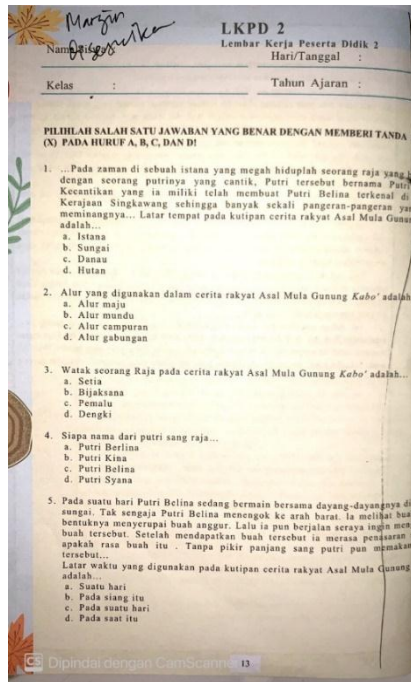 Margin
disesuaikan
LKPD 2
Lembar Kerja Peserta Didik 2
Nama Siswa :
Hari/Tanggal :
Kelas :
Tahun Ajaran :
PILIHLAH SALAH SATU JAWABAN YANG BENAR DENGAN MEMBERI TANDA
(X) PADA HURUF A, B, C, DAN D!
1. ...Pada zaman di sebuah istana yang megah hiduplah seorang raja yang
dengan seorang putrinya yang cantik, Putri tersebut bernama Putri
Kecantikan yang ia miliki telah membuat Putri Belina terkenal di
Kerajaan Singkawang sehingga banyak sekali pangeran-pangeran
meminangnya... Latar tempat pada kutipan cerita rakyat Asal Mula
adalah...
a. Istana
b. Sungai
c. Danau
d. Hutan
2. Alur yang digunakan dalam cerita rakyat Asal Mula Gunung Kabo' adalah
a. Alur maju
b. Alur mundu
c. Alur campuran
d. Alur gabungan
3. Watak seorang Raja pada cerita rakyat Asal Mula Gunung Kabo' adalah...
a. Setia
b. Bijaksana
c. Pemalu
d. Dengki
4. Siapa nama dari putri sang raja...
a. Putri Berlina
b. Putri Kina
c. Putri Belina
d. Putri Syana
5. Pada suatu hari Putri Belina sedang bermain bersama dayang-dayangnya di
sungai. Tak sengaja Putri Belina menengok ke arah barat. Ia melihat
bentuknya menyerupai buah anggur. Lalu ia pun berjalan seraya ingin
buah tersebut. Setelah mendapatkan buah tersebut ia merasa penasaran
apakah rasa buah itu . Tanpa pikir panjang sang putri pun memakan
tersebut...
Latar waktu yang digunakan pada kutipan cerita rakyat Asal Mula Gunung
adalah...
a. Suatu hari
b. Pada siang itu
c. Pada suatu hari
d. Pada saat itu
CS Dipindai dengan CamScanner
13